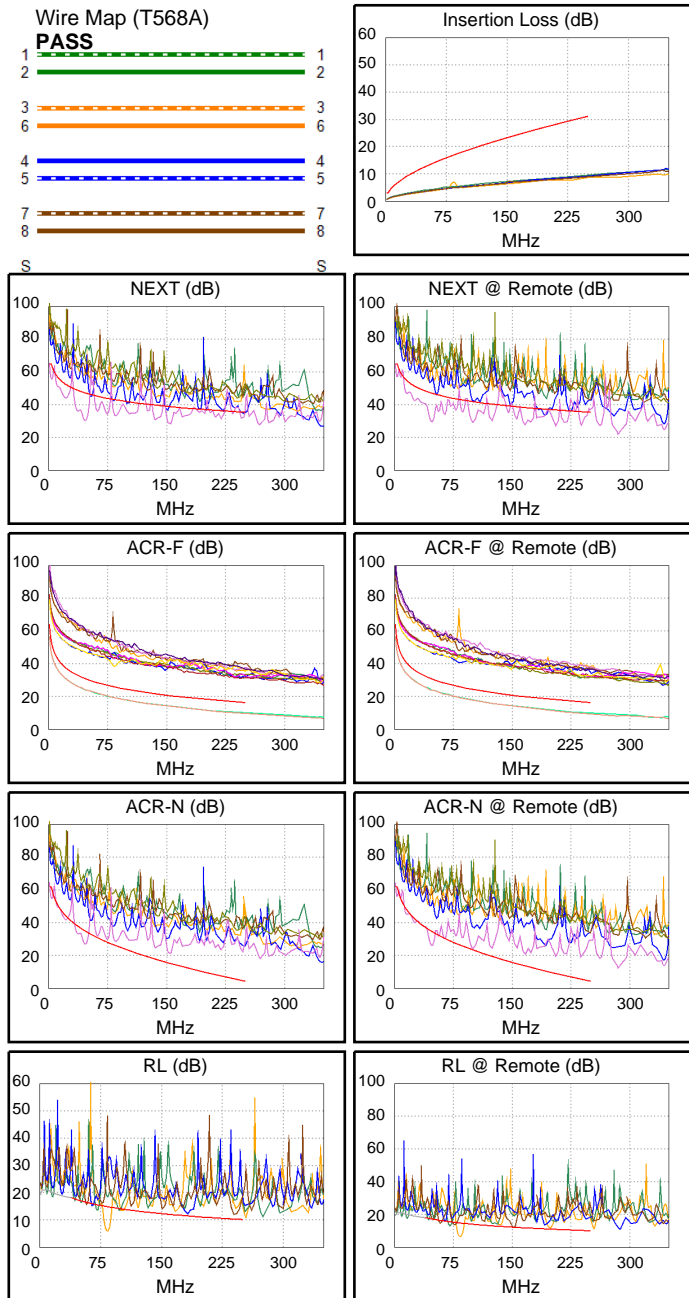 Wire Map (T568A)
PASS
1 1
2 2
3 3
6 6
4 4
5 5
7 7
8 8
S S
Insertion Loss (dB)
60
50
40
30
20
10
0
0 75 150 225 300
MHz
NEXT (dB)
100
80
60
40
20
0
0 75 150 225 300
MHz
NEXT @ Remote (dB)
100
80
60
40
20
0
0 75 150 225 300
MHz
ACR-F (dB)
100
80
60
40
20
0
0 75 150 225 300
MHz
ACR-F @ Remote (dB)
100
80
60
40
20
0
0 75 150 225 300
MHz
ACR-N (dB)
100
80
60
40
20
0
0 75 150 225 300
MHz
ACR-N @ Remote (dB)
100
80
60
40
20
0
0 75 150 225 300
MHz
RL (dB)
60
50
40
30
20
10
0
0 75 150 225 300
MHz
RL @ Remote (dB)
100
80
60
40
20
0
0 75 150 225 300
MHz